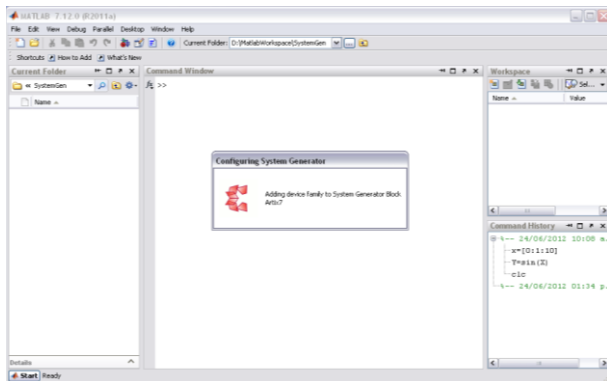 MATLAB 7.12.0 (R2011a)
File Edit View Debug Parallel Desktop Window Help
Current Folder: D:\MatlabWorkspace\SystemGen
Shortcuts How to Add What's New
Current Folder
« SystemGen
Name
Details
Command Window
fx >>
Configuring System Generator
Adding device family to System Generator Block
Artix7
Workspace
Sel...
Name Value
Command History
%-- 24/06/2012 10:08 a.
x=[0:1:10]
Y=sin(X)
clc
%-- 24/06/2012 01:34 p.
Start Ready